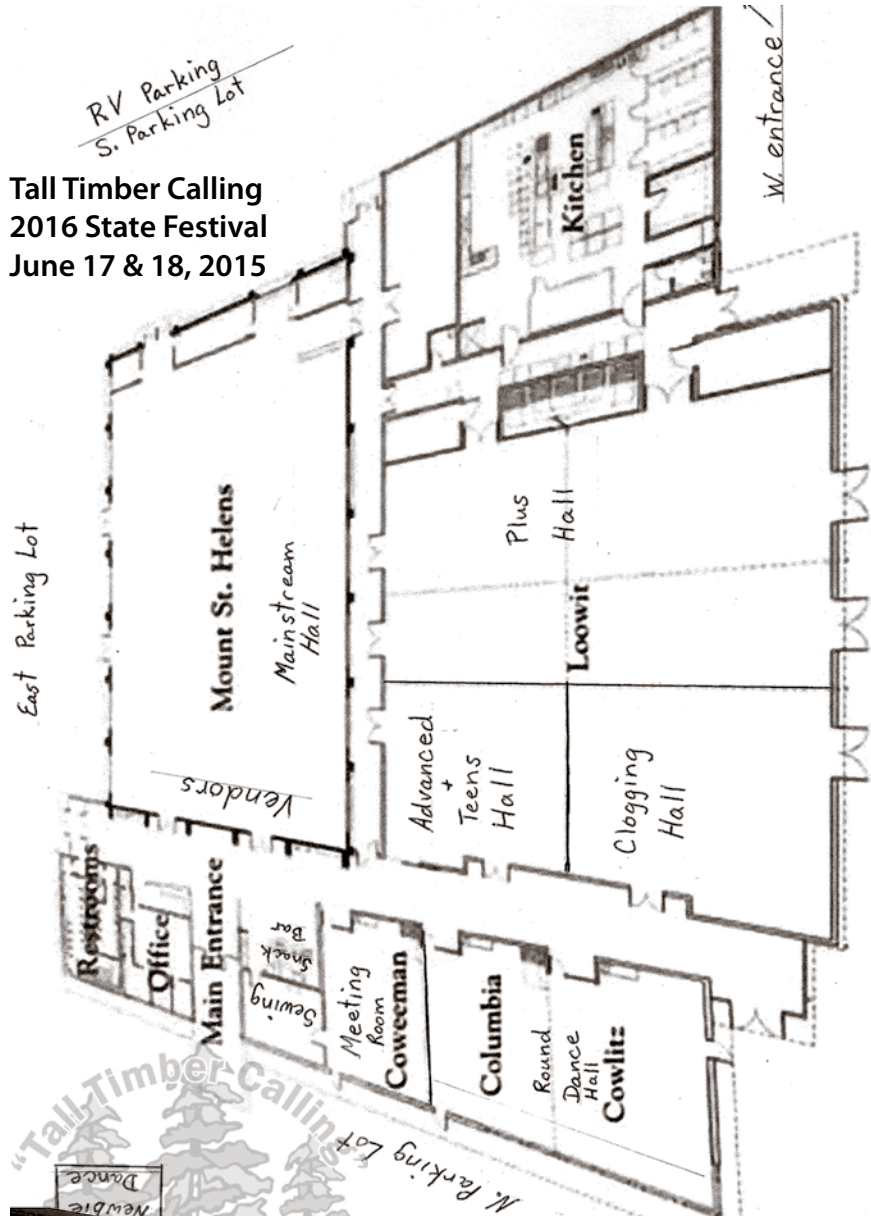 RV Parking
S. Parking Lot
Tall Timber Calling
2016 State Festival
June 17 & 18, 2015
W. entrance
Kitchen
East Parking Lot
Mount St. Helens
Mainstream
Hall
Vendors
Plus
Hall
Loowit
Advanced
+
Teens
Hall
Clogging
Hall
Restrooms
Office
Main Entrance
Snack
Bar
Sewing
Meeting
Room
Coweeman
Columbia
Round
Dance
Hall
Cowlitz
N. Parking Lot
"Tall Timber Calling"
Newbie
Dance